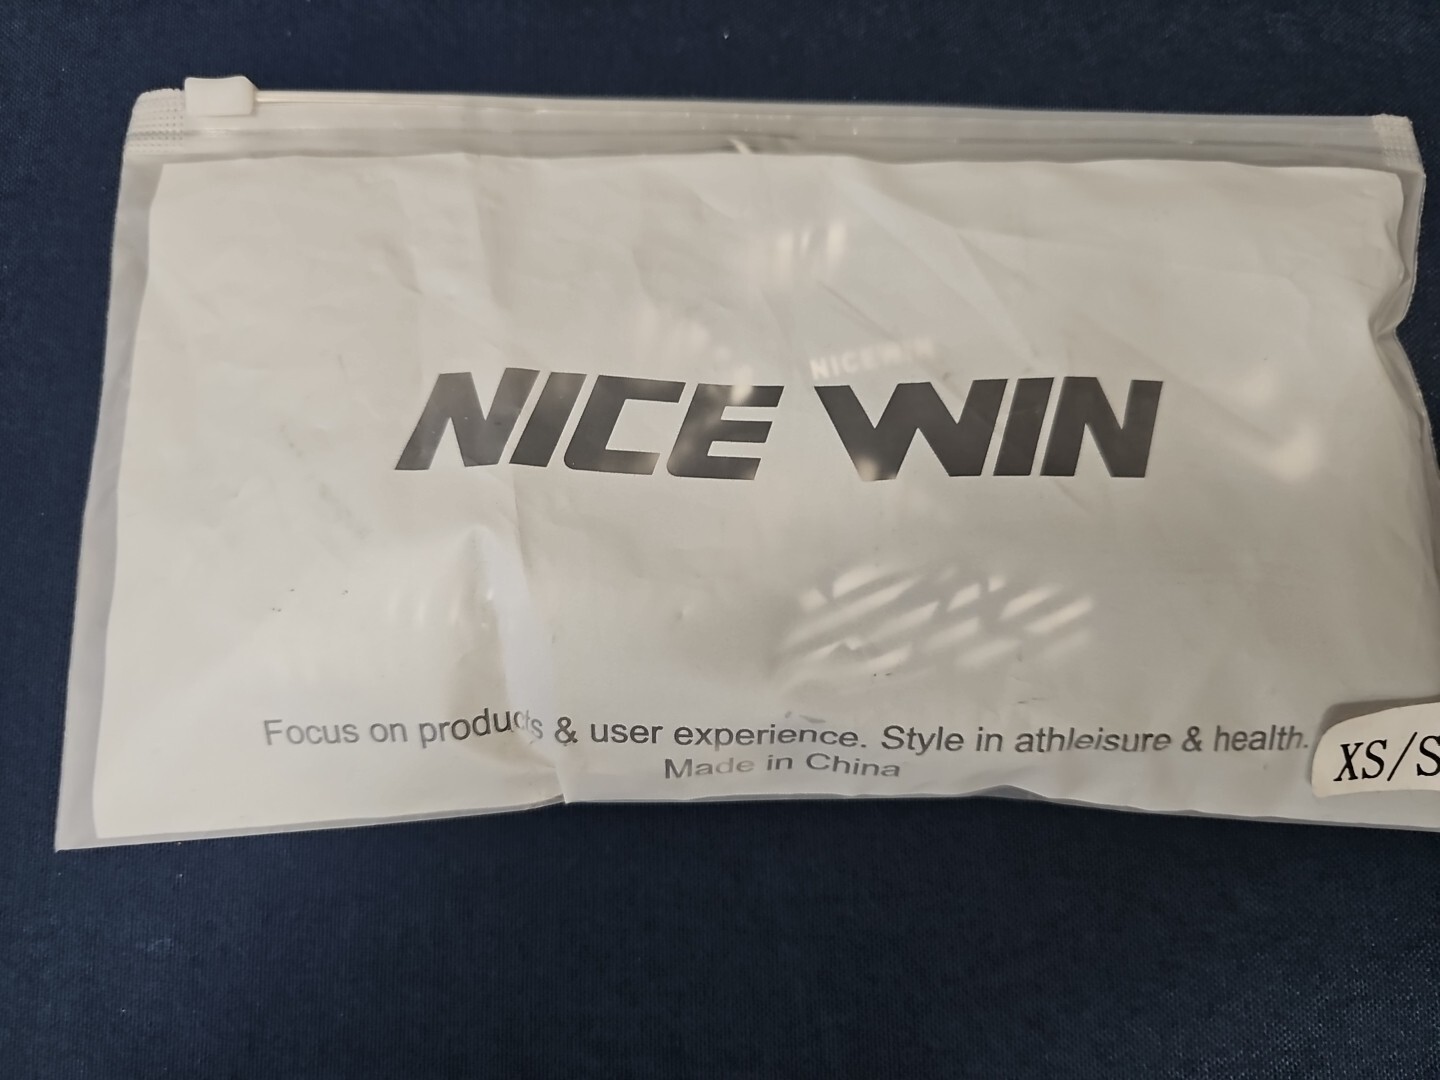 NICEWIN
NICE WIN
Focus on products & user experience. Style in athleisure & health.
Made in China
XS/S